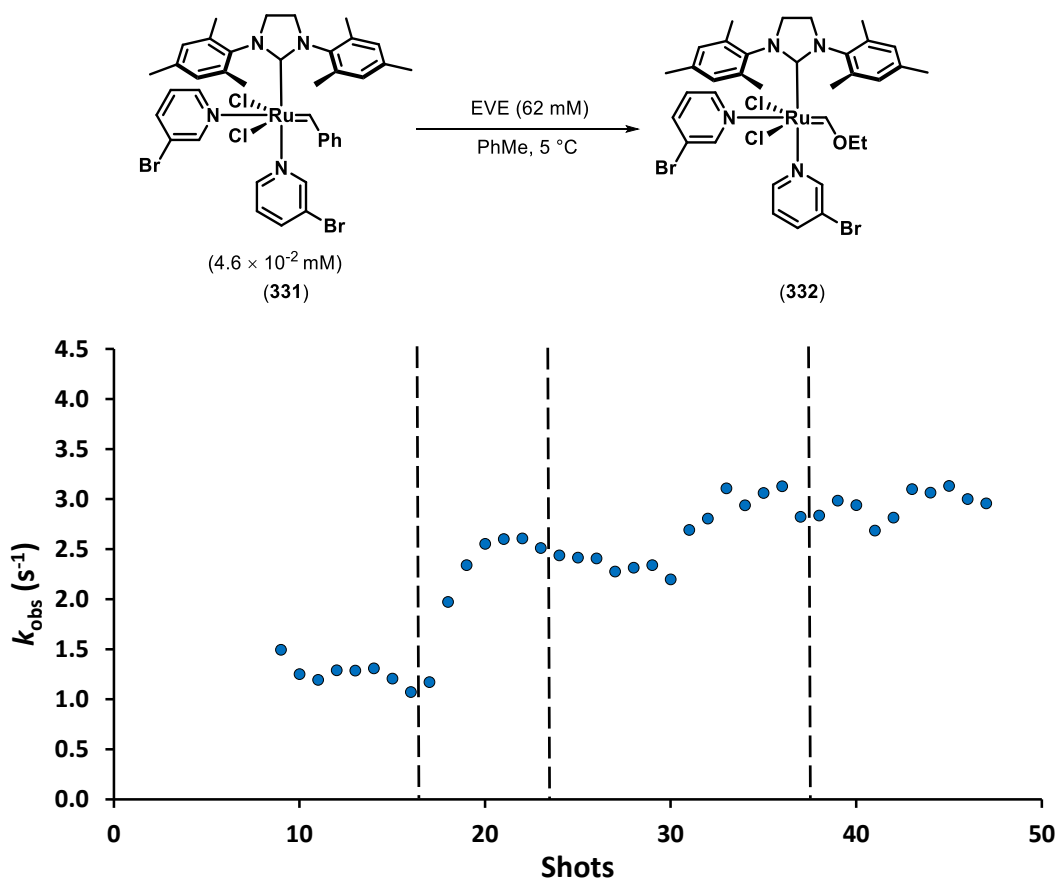 N N
Cl
N Ru
Cl Ph
Br
N
Br
EVE (62 mM)
PhMe, 5 °C
N N
Cl
N Ru
Cl OEt
Br
N
Br
(4.6 × 10-2 mM)
(331)
(332)
4.5
4.0
3.5
3.0
2.5
2.0
1.5
1.0
0.5
0.0
kobs (s-1)
0 10 20 30 40 50
Shots